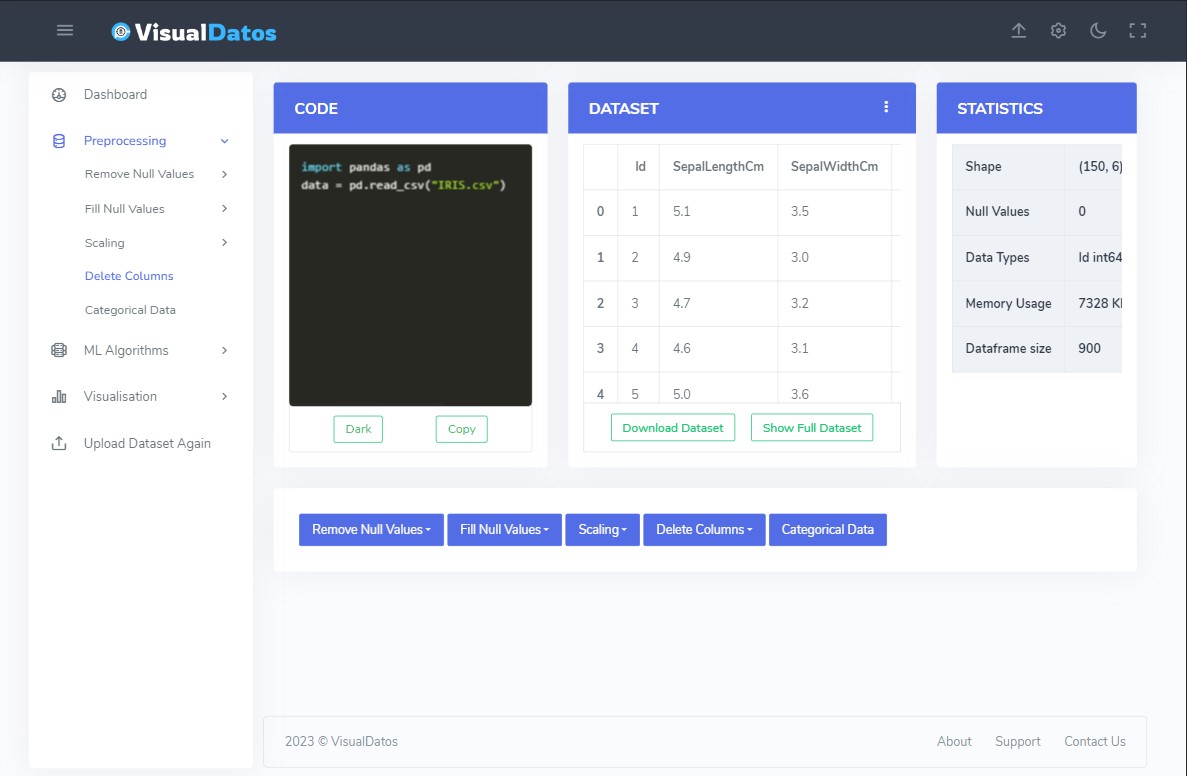 VisualDatos
Dashboard
Preprocessing
Remove Null Values
Fill Null Values
Scaling
Delete Columns
Categorical Data
ML Algorithms
Visualisation
Upload Dataset Again
CODE
import pandas as pd
data = pd.read_csv("IRIS.csv")
Dark Copy
DATASET
Id SepalLengthCm SepalWidthCm
0 1 5.1 3.5
1 2 4.9 3.0
2 3 4.7 3.2
3 4 4.6 3.1
4 5 5.0 3.6
Download Dataset Show Full Dataset
STATISTICS
Shape (150, 6)
Null Values 0
Data Types Id int64
Memory Usage 7328
Dataframe size 900
Remove Null Values Fill Null Values Scaling Delete Columns Categorical Data
2023 © VisualDatos About Support Contact Us